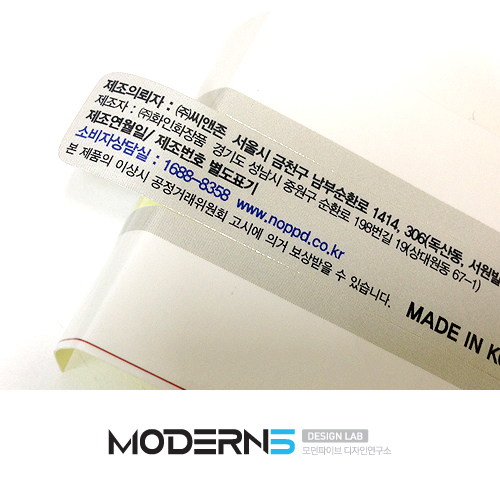 제조의뢰자 : ㈜씨앤존 서울시 금천구 남부순환로 1414, 306(독산동, 서원빌
제조자 : ㈜화인화장품 경기도 성남시 중원구 순환로 198번길 19(상대원동 67-1)
제조연월일/ 제조번호 별도표기
소비자상담실 : 1688-8358 www.noppd.co.kr
본 제품의 이상시 공정거래위원회 고시에 의거 보상받을 수 있습니다.
MADE IN K
MODERN5 DESIGN LAB
모던파이브 디자인연구소